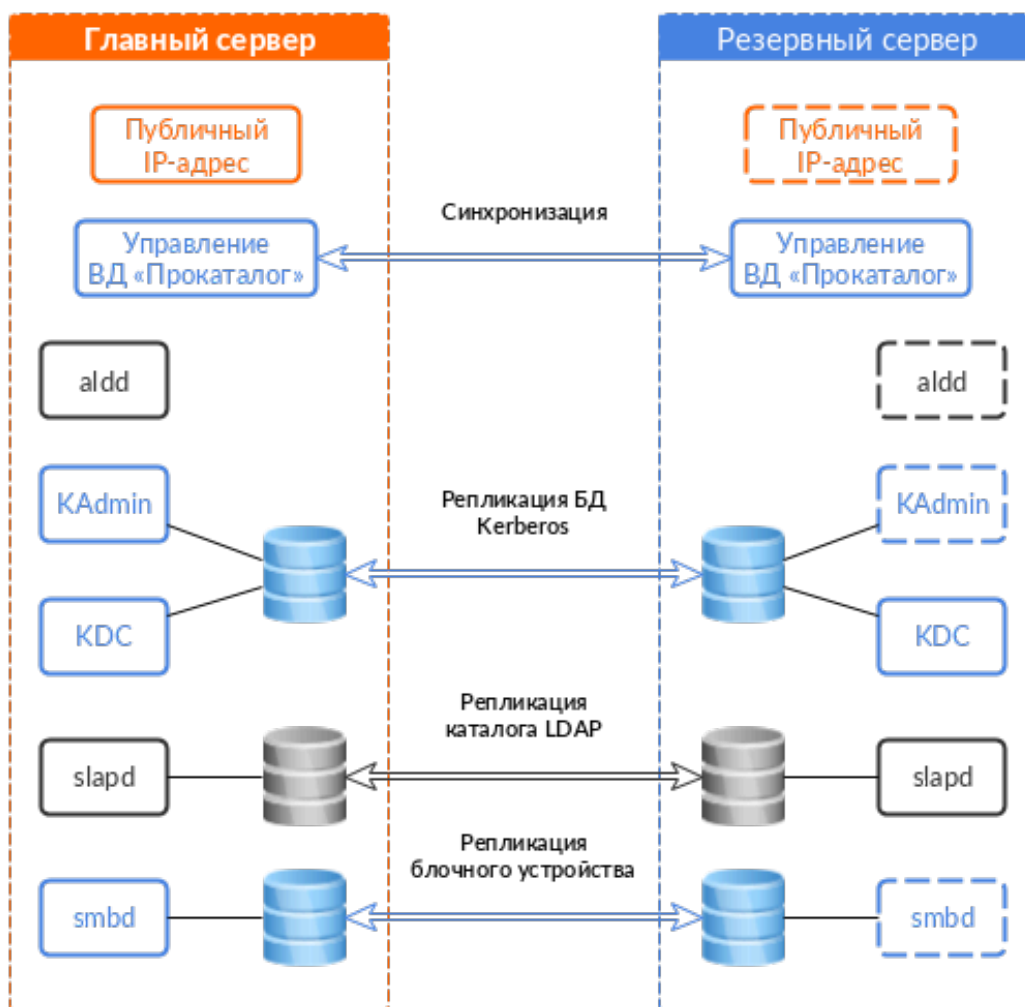 Главный сервер
Резервный сервер
Публичный
IP-адрес
Публичный
IP-адрес
Синхронизация
Управление
ВД «Прокаталог»
Управление
ВД «Прокаталог»
aldd
aldd
KAdmin
Репликация БД
Kerberos
KAdmin
KDC
KDC
Репликация
каталога LDAP
slapd
slapd
Репликация
блочного устройства
smbd
smbd